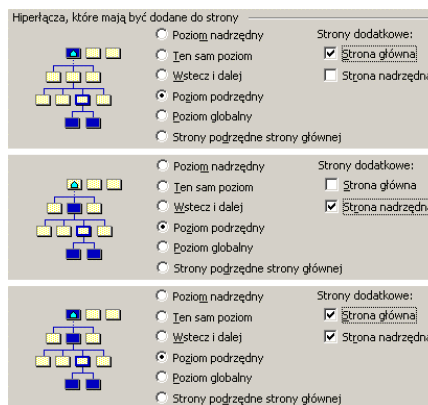 Hiperłącza, które mają być dodane do strony
Poziom nadrzędny Strony dodatkowe:
Ten sam poziom Strona główna
Wstecz i dalej Strona nadrzędna
Poziom podrzędny
Poziom globalny
Strony podrzędne strony głównej
Poziom nadrzędny Strony dodatkowe:
Ten sam poziom Strona główna
Wstecz i dalej Strona nadrzędna
Poziom podrzędny
Poziom globalny
Strony podrzędne strony głównej
Poziom nadrzędny Strony dodatkowe:
Ten sam poziom Strona główna
Wstecz i dalej Strona nadrzędna
Poziom podrzędny
Poziom globalny
Strony podrzędne strony głównej